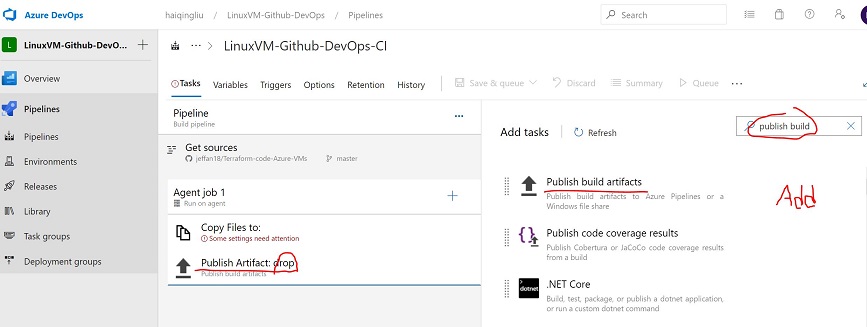 Azure DevOps
haiqingliu / LinuxVM-Github-DevOps / Pipelines
Search
L LinuxVM-Github-DevO... +
... > LinuxVM-Github-DevOps-CI
Overview
Pipelines
Pipelines
Environments
Releases
Library
Task groups
Deployment groups
Tasks Variables Triggers Options Retention History
Save & queue Discard Summary Queue ...
Pipeline ...
Build pipeline
Get sources
jeffan18/Terraform-code-Azure-VMs master
Agent job 1 +
Run on agent
Copy Files to:
Some settings need attention
Publish Artifact: drop
Publish build artifacts
Add tasks Refresh
publish build
Publish build artifacts
Publish build artifacts to Azure Pipelines or a
Windows file share
Add
Publish code coverage results
Publish Cobertura or JaCoCo code coverage results
from a build
dotnet
.NET Core
Build, test, package, or publish a dotnet application,
or run a custom dotnet command